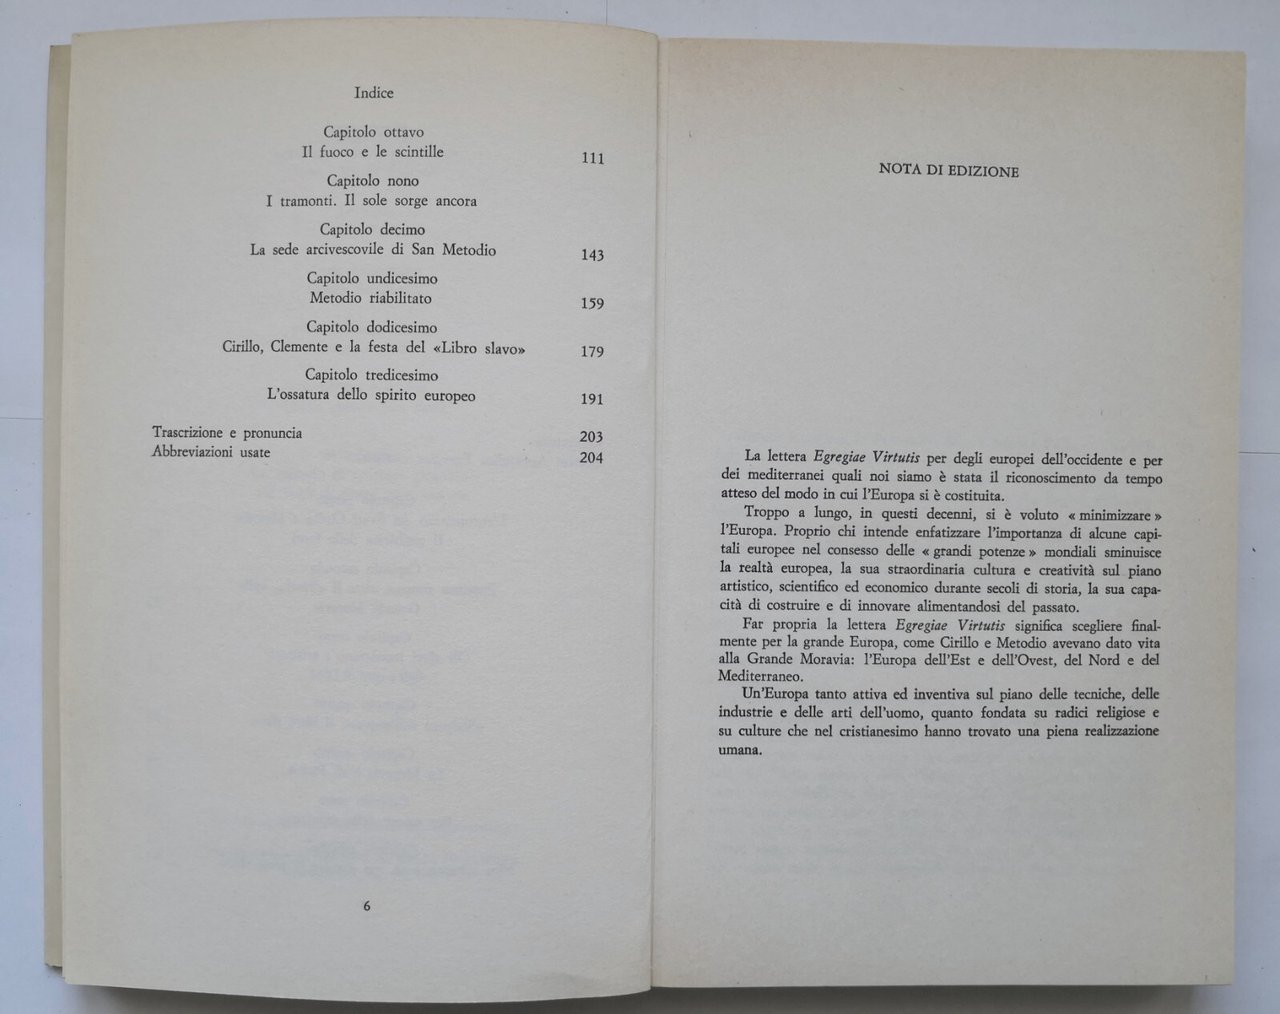 Indice
Capitolo ottavo
Il fuoco e le scintille 111
Capitolo nono
I tramonti. Il sole sorge ancora
Capitolo decimo
La sede arcivescovile di San Metodio 143
Capitolo undicesimo
Metodio riabilitato 159
Capitolo dodicesimo
Cirillo, Clemente e la festa del «Libro slavo» 179
Capitolo tredicesimo
L'ossatura dello spirito europeo 191
Trascrizione e pronuncia 203
Abbreviazioni usate 204
6
NOTA DI EDIZIONE
La lettera Egregiae Virtutis per degli europei dell'occidente e per
dei mediterranei quali noi siamo è stata il riconoscimento da tempo
atteso del modo in cui l'Europa si è costituita.
Troppo a lungo, in questi decenni, si è voluto « minimizzare »
l'Europa. Proprio chi intende enfatizzare l'importanza di alcune capi-
tali europee nel consesso delle « grandi potenze » mondiali sminuisce
la realtà europea, la sua straordinaria cultura e creatività sul piano
artistico, scientifico ed economico durante secoli di storia, la sua capa-
cità di costruire e di innovare alimentandosi del passato.
Far propria la lettera Egregiae Virtutis significa scegliere final-
mente per la grande Europa, come Cirillo e Metodio avevano dato vita
alla Grande Moravia: l'Europa dell'Est e dell'Ovest, del Nord e del
Mediterraneo.
Un'Europa tanto attiva ed inventiva sul piano delle tecniche, delle
industrie e delle arti dell'uomo, quanto fondata su radici religiose e
su culture che nel cristianesimo hanno trovato una piena realizzazione
umana.